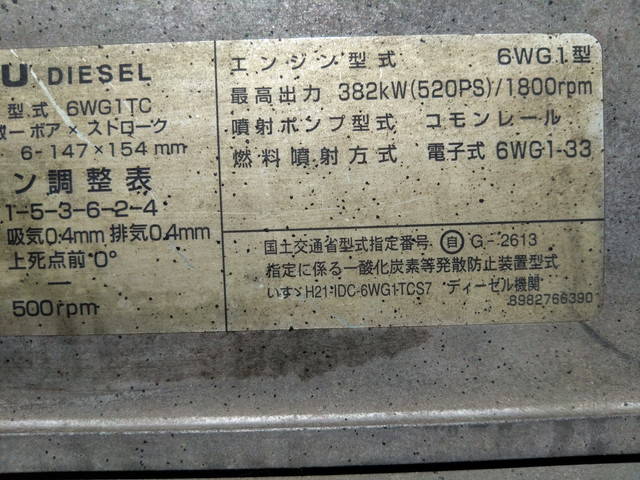 U DIESEL
型式 6WG1TC
数ーボア×ストローク
6-147×154 mm
ン調整表
1-5-3-6-2-4
吸気0.4mm 排気0.4mm
上死点前 0°
—
500rpm
エンジン型式 6WG1型
最高出力 382kW(520PS)/1800rpm
噴射ポンプ型式 コモンレール
燃料噴射方式 電子式 6WG1-33
国土交通省型式指定番号 自 G-2613
指定に係る一酸化炭素等発散防止装置型式
いすゞH21·IDC-6WG1·TCS7 ディーゼル機関
8982766390